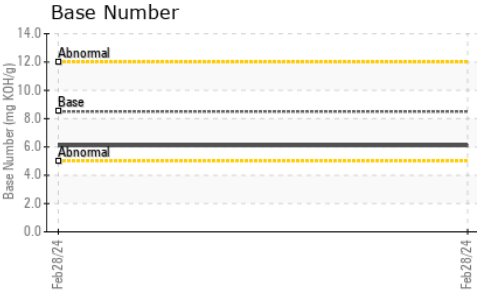 Base Number
Base Number (mg KOH/g)
14.0
12.0
10.0
8.0
6.0
4.0
2.0
0.0
Abnormal
Base
Abnormal
Feb28/24
Feb28/24